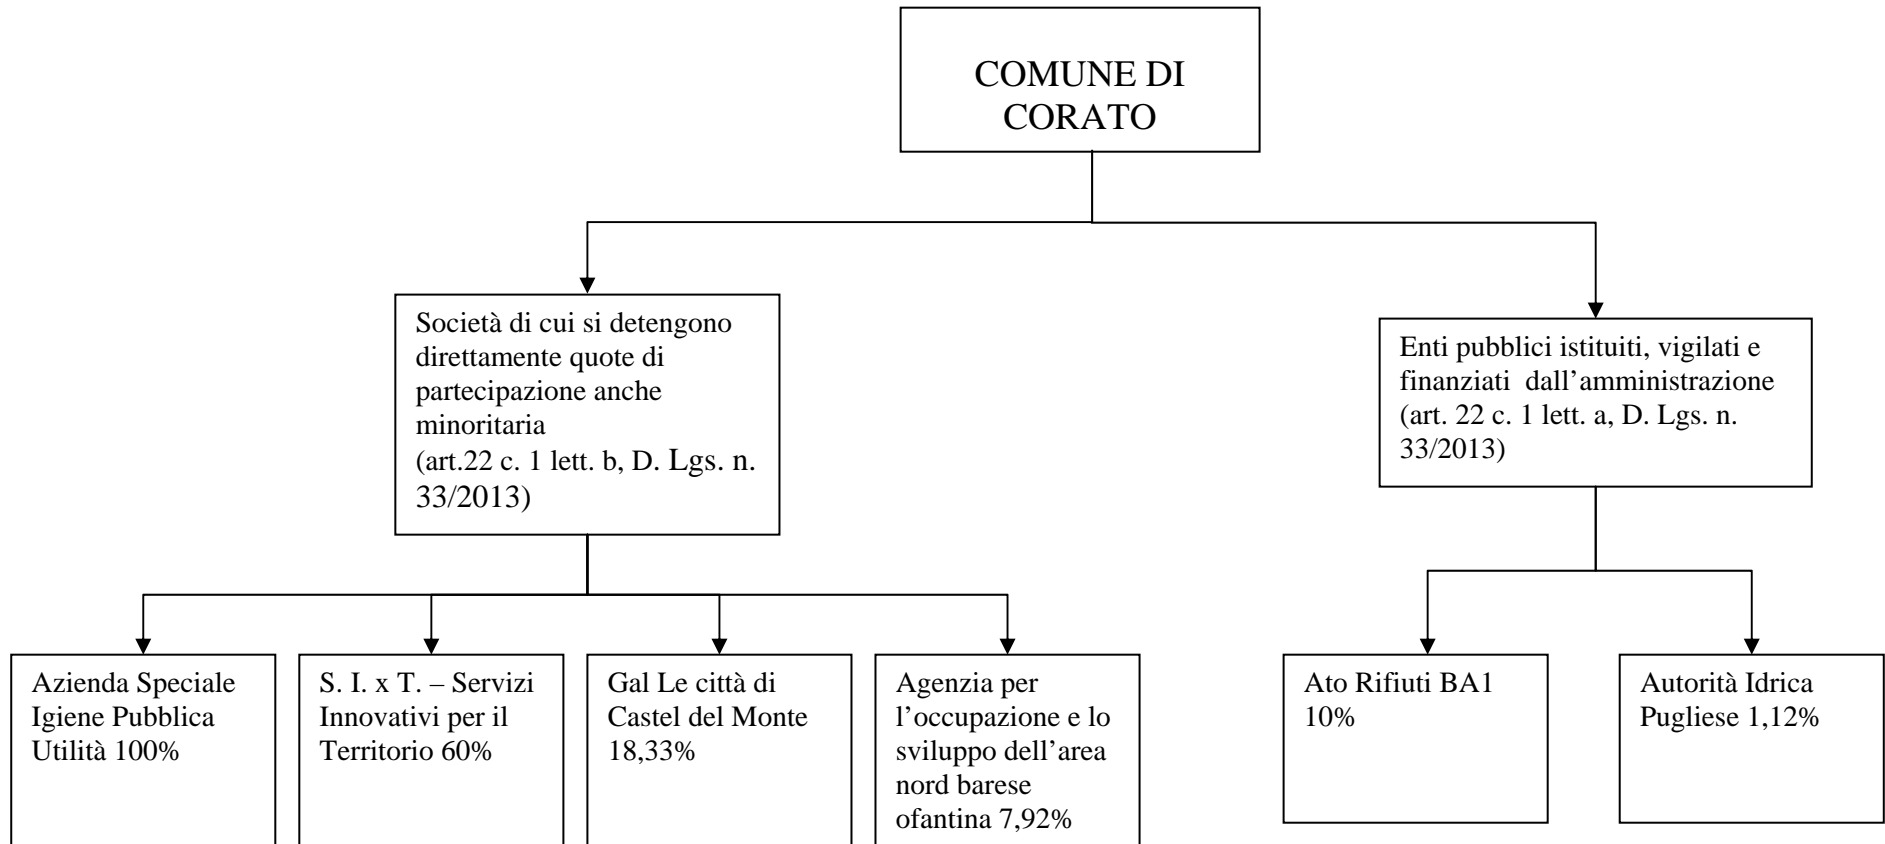 COMUNE DI
CORATO
Società di cui si detengono
direttamente quote di
partecipazione anche
minoritaria
(art.22 c. 1 lett. b, D. Lgs. n.
33/2013)
Enti pubblici istituiti, vigilati e
finanziati dall’amministrazione
(art. 22 c. 1 lett. a, D. Lgs. n.
33/2013)
Azienda Speciale
Igiene Pubblica
Utilità 100%
S. I. x T. – Servizi
Innovativi per il
Territorio 60%
Gal Le città di
Castel del Monte
18,33%
Agenzia per
l’occupazione e lo
sviluppo dell’area
nord barese
ofantina 7,92%
Ato Rifiuti BA1
10%
Autorità Idrica
Pugliese 1,12%